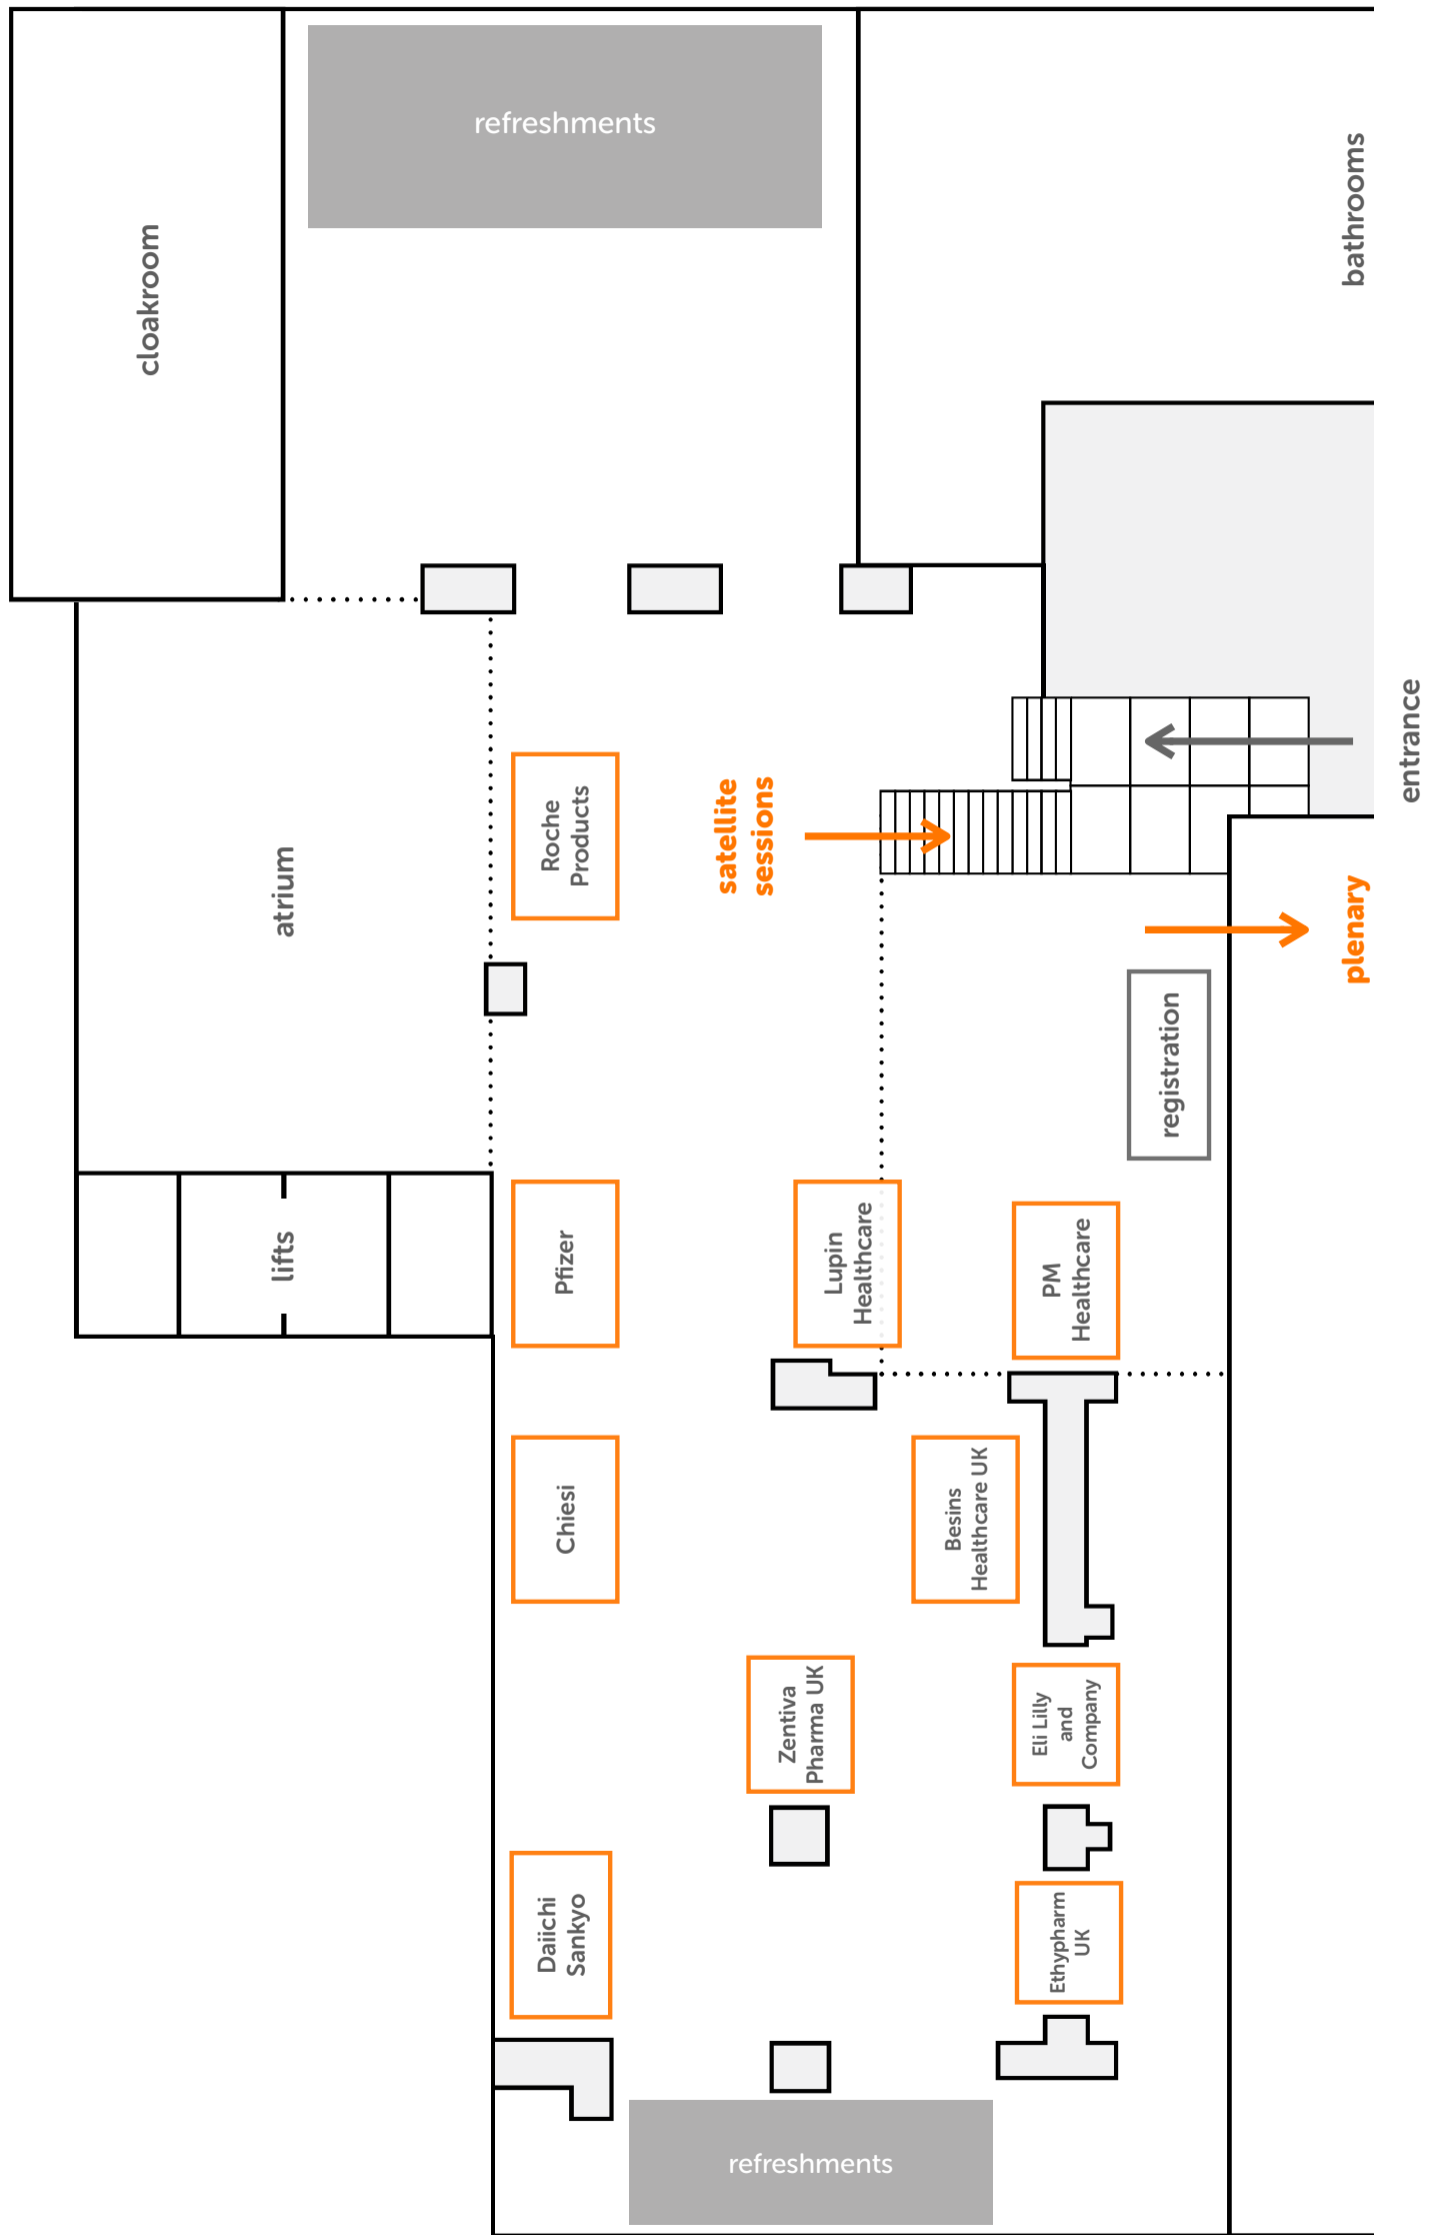 refreshments
cloakroom
bathrooms
entrance
atrium
Roche
Products
satellite
sessions
plenary
registration
lifts
Pfizer
Lupin
Healthcare
PM
Healthcare
Chiesi
Besins
Healthcare UK
Zentiva
Pharma UK
Eli Lilly
and
Company
Daiichi
Sankyo
Ethypharm
UK
refreshments